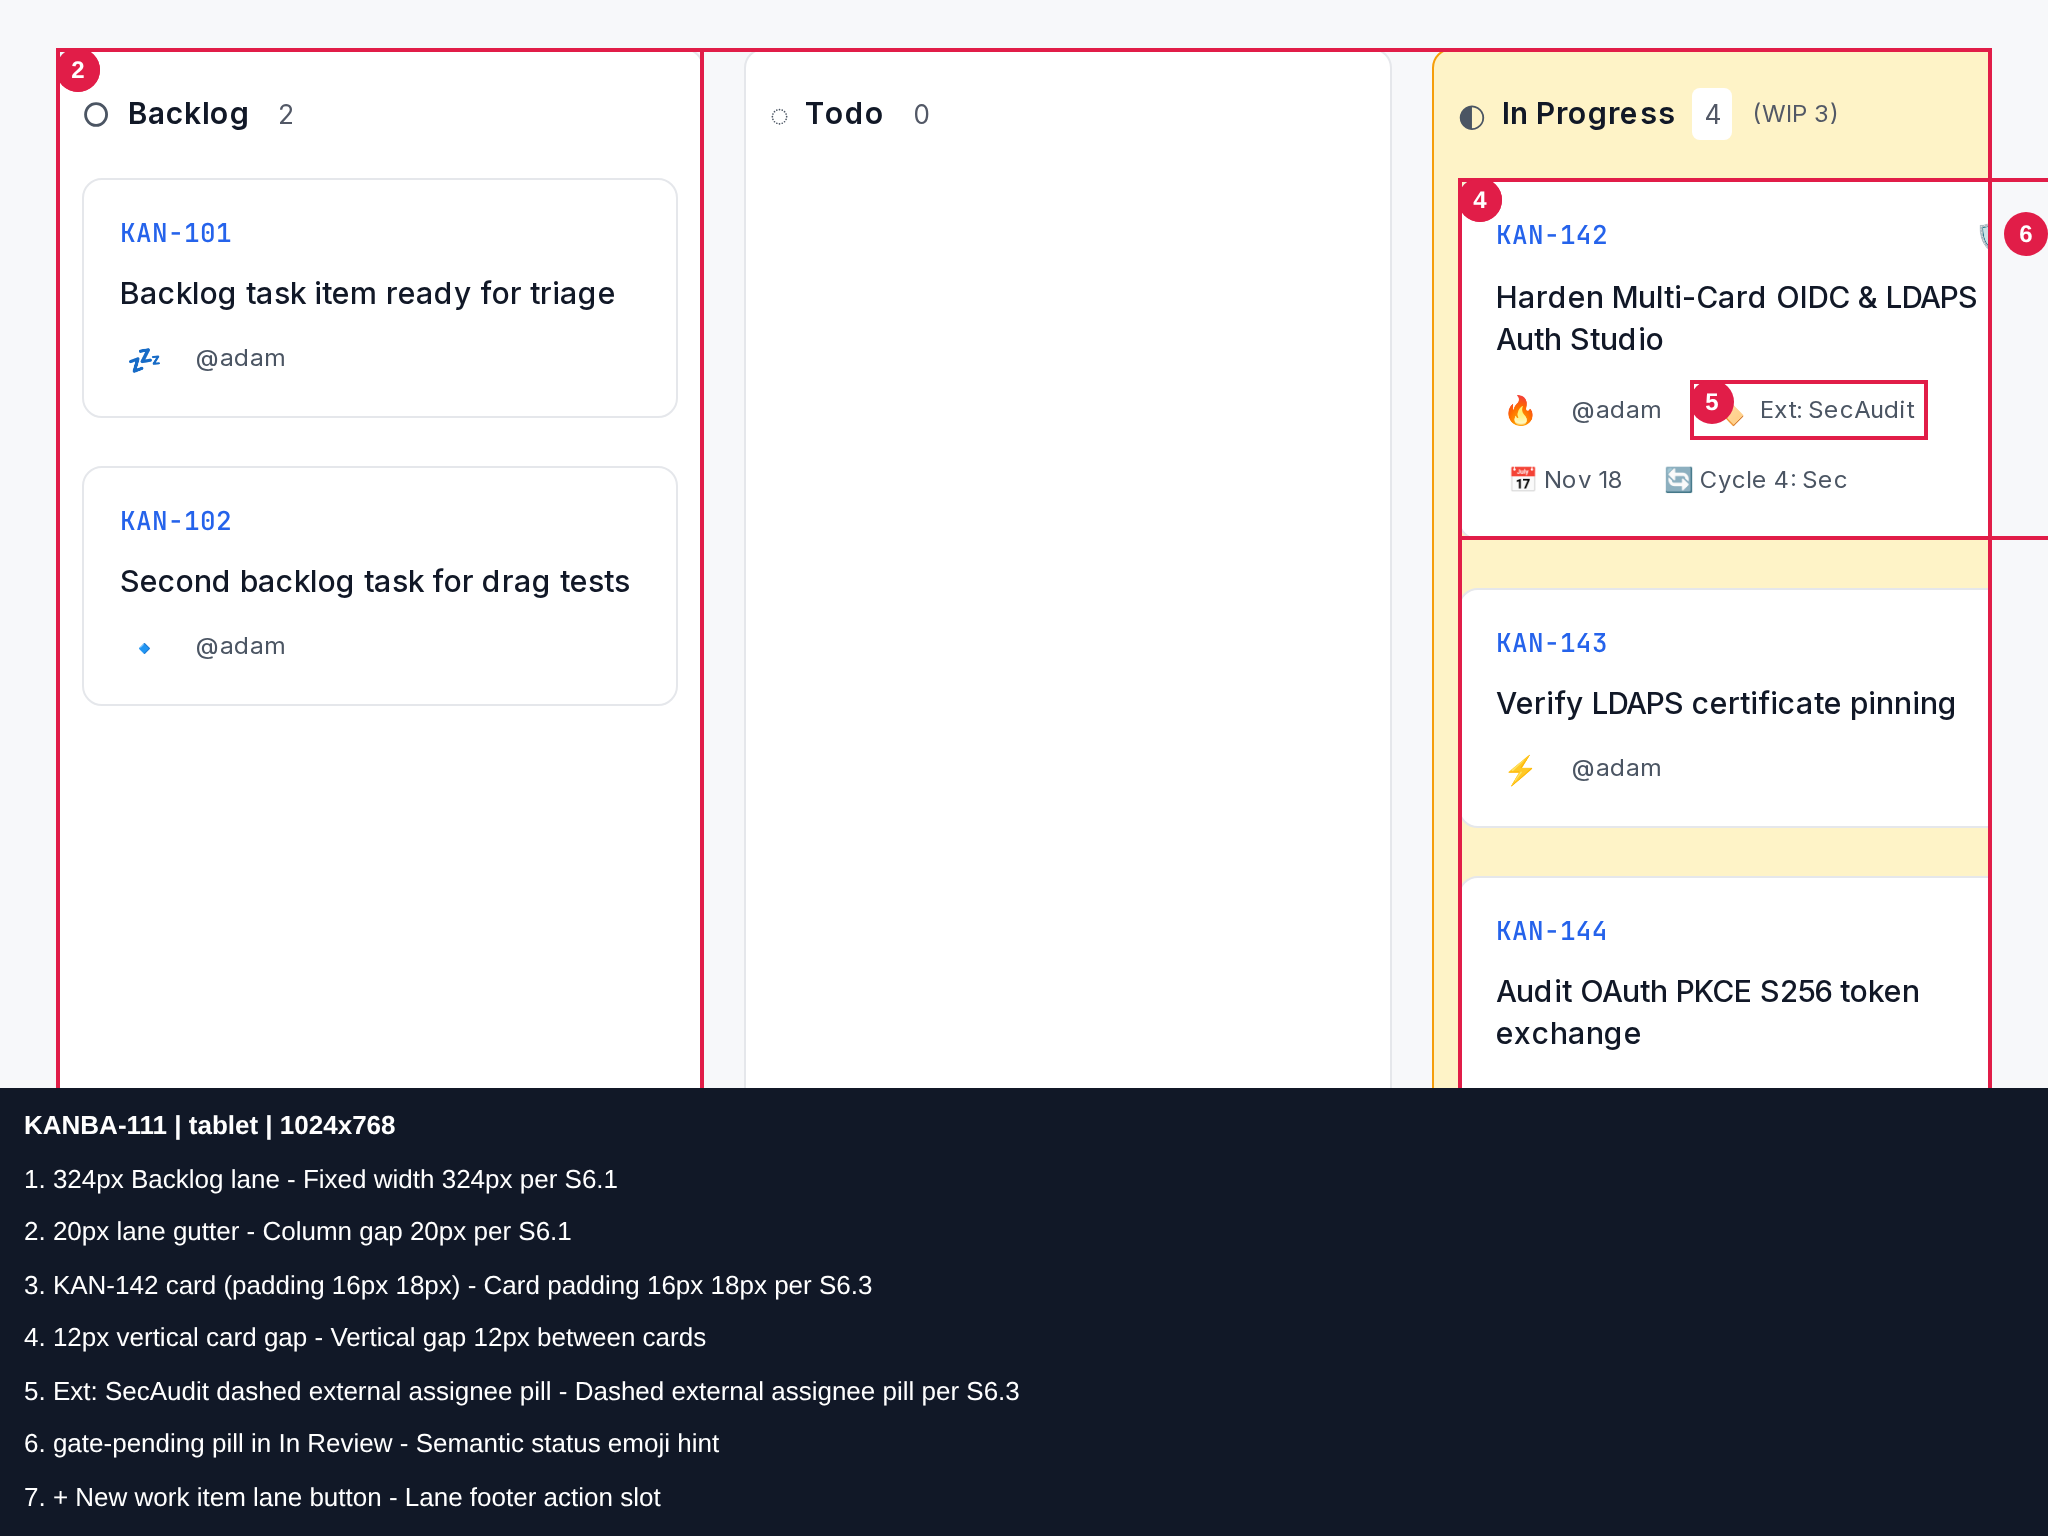 2
Backlog 2
KAN-101
Backlog task item ready for triage
@adam
KAN-102
Second backlog task for drag tests
@adam
Todo 0
In Progress 4 (WIP 3)
4
KAN-142
6
Harden Multi-Card OIDC & LDAPS
Auth Studio
@adam 5 Ext: SecAudit
Nov 18 Cycle 4: Sec
KAN-143
Verify LDAPS certificate pinning
@adam
KAN-144
Audit OAuth PKCE S256 token
exchange
KANBA-111 | tablet | 1024x768
1. 324px Backlog lane - Fixed width 324px per S6.1
2. 20px lane gutter - Column gap 20px per S6.1
3. KAN-142 card (padding 16px 18px) - Card padding 16px 18px per S6.3
4. 12px vertical card gap - Vertical gap 12px between cards
5. Ext: SecAudit dashed external assignee pill - Dashed external assignee pill per S6.3
6. gate-pending pill in In Review - Semantic status emoji hint
7. + New work item lane button - Lane footer action slot